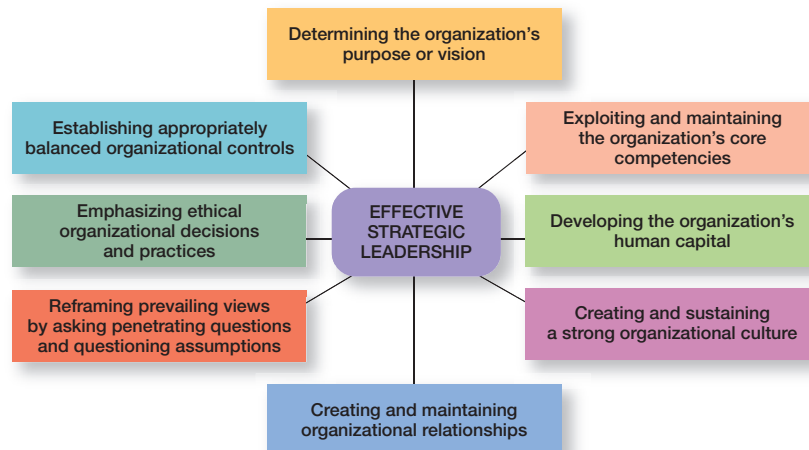 Determining the organization's
purpose or vision
Establishing appropriately
balanced organizational controls
Exploiting and maintaining
the organization's core
competencies
Emphasizing ethical
organizational decisions
and practices
EFFECTIVE
STRATEGIC
LEADERSHIP
Developing the organization's
human capital
Reframing prevailing views
by asking penetrating questions
and questioning assumptions
Creating and sustaining
a strong organizational culture
Creating and maintaining
organizational relationships